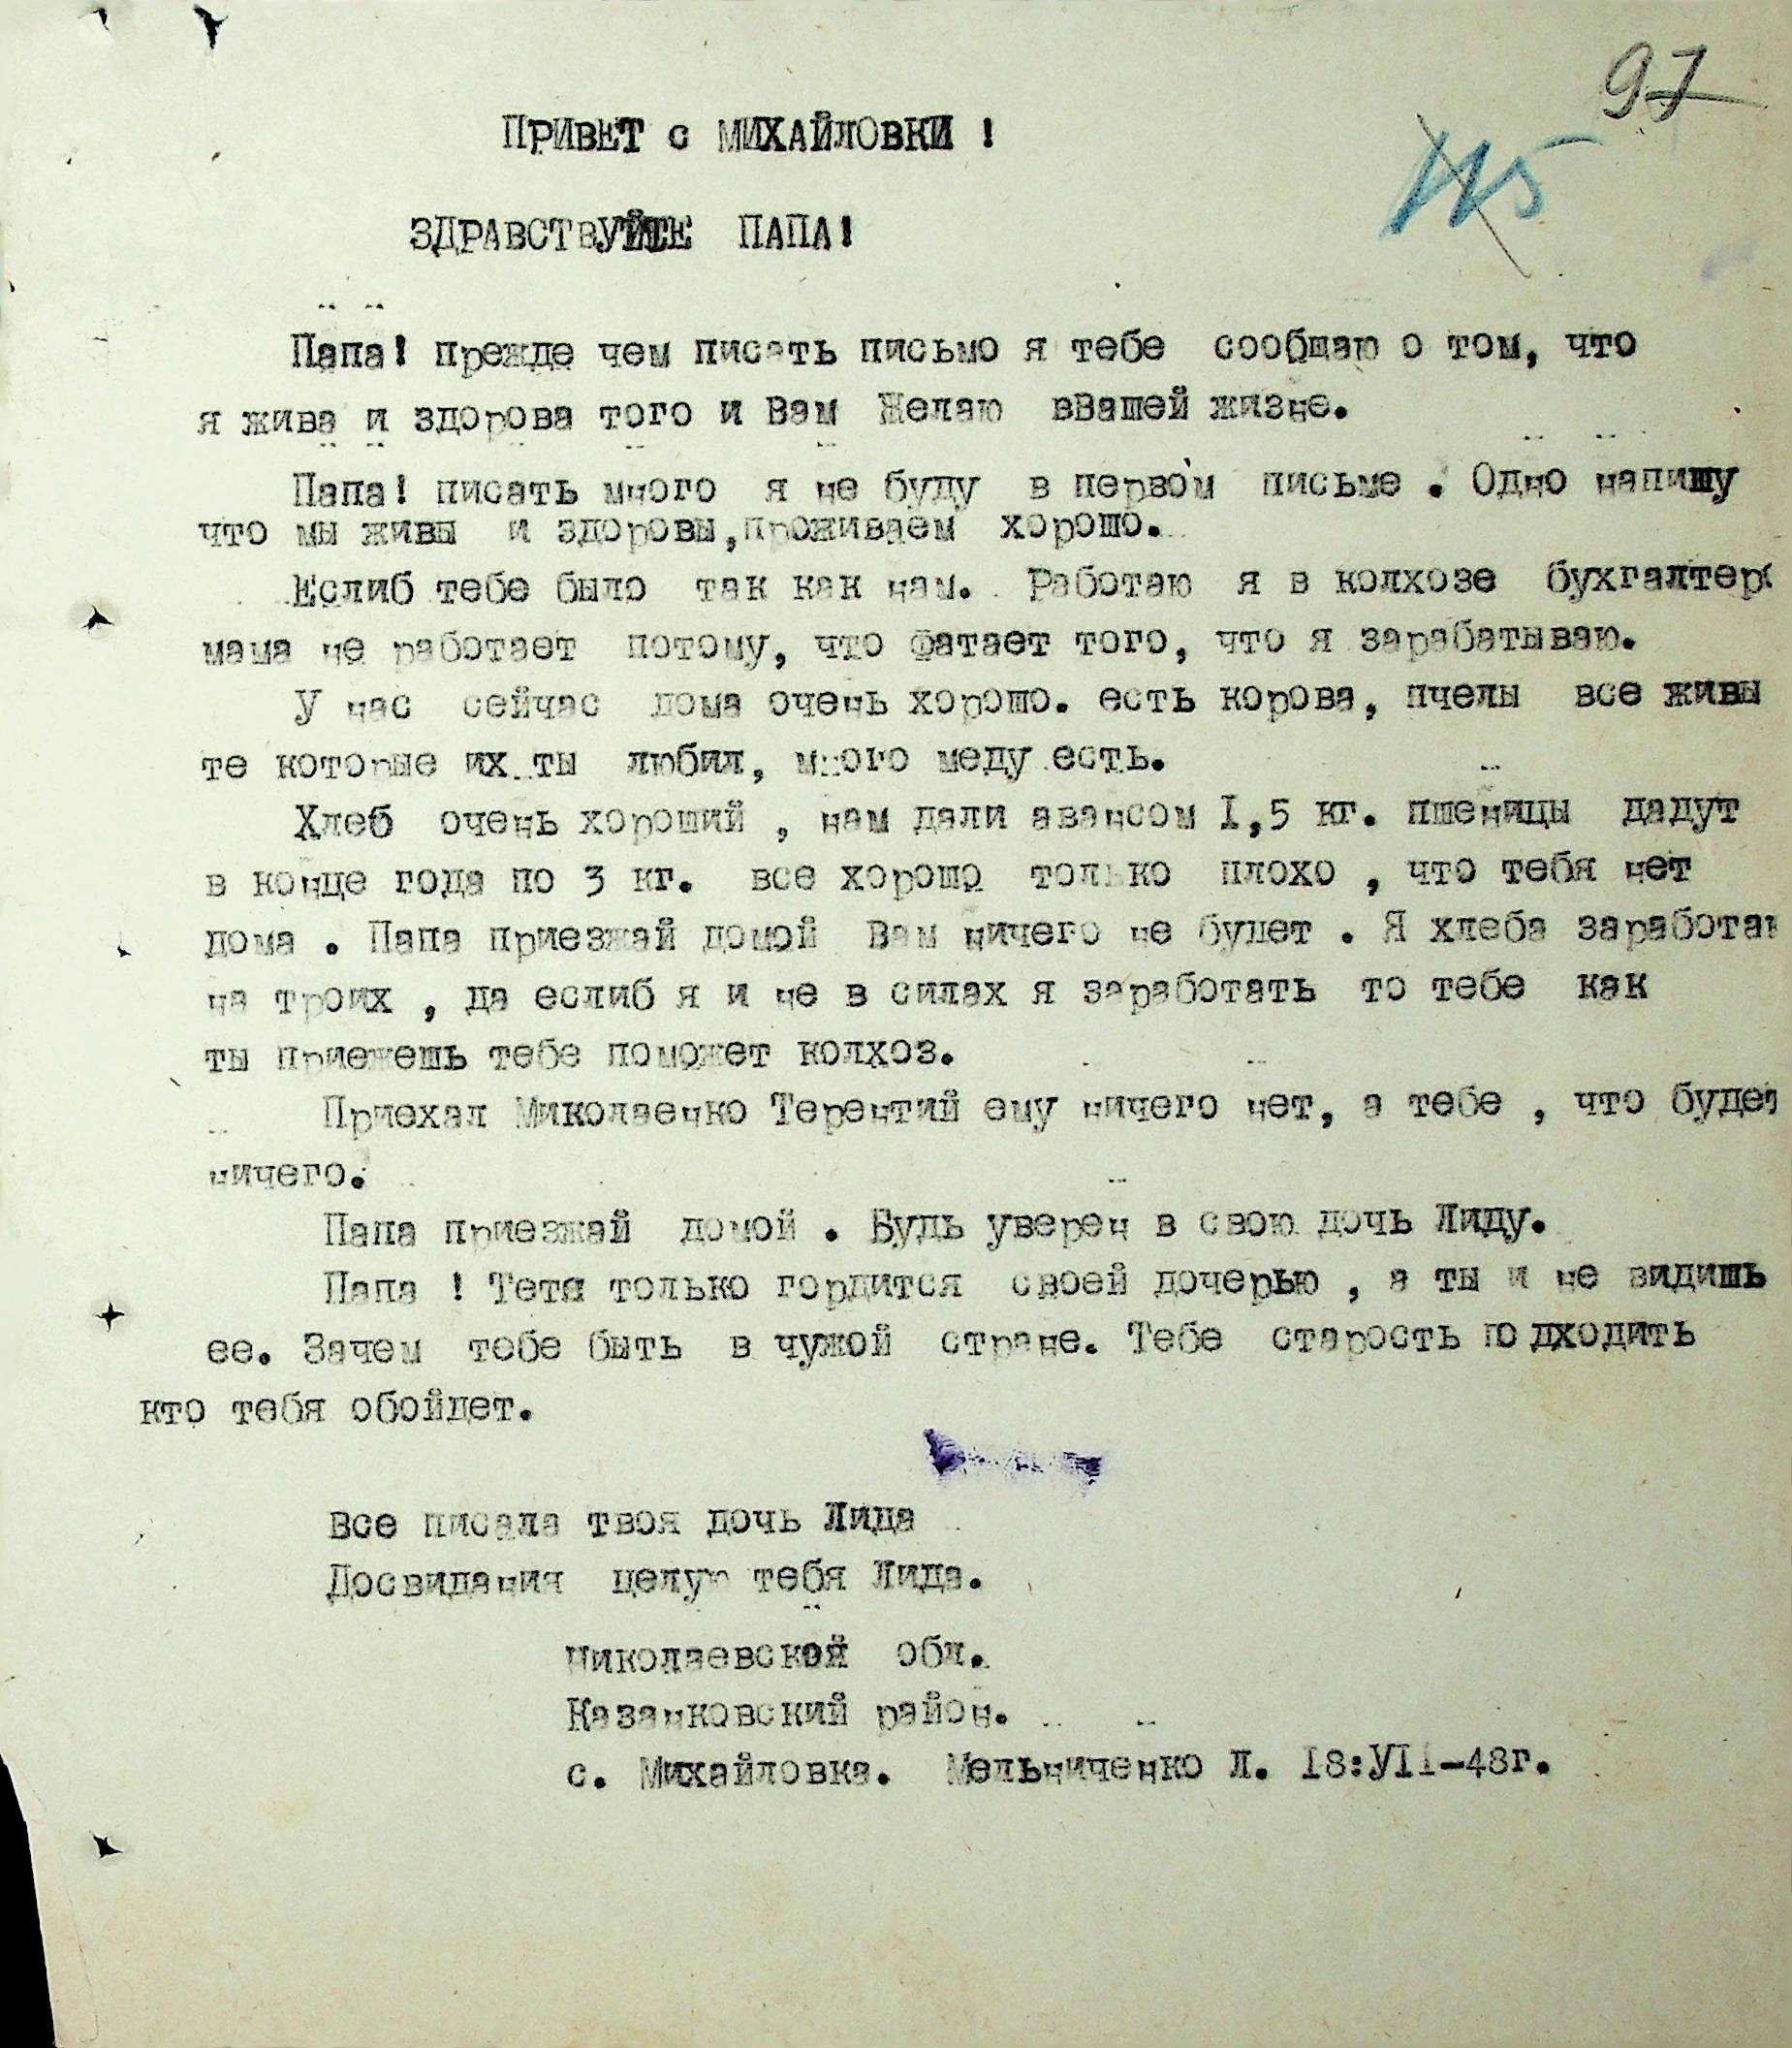 97
115
ПРИВЕТ с МИХАЙЛОВКИ !
ЗДРАВСТВУЙТЕ ПАПА!
Папа! прежде чем писать письмо я тебе сообщаю о том, что
я жива и здорова того и Вам Желаю вВашей жизне.
Папа! писать много я не буду в первом письме . Одно напишу
что мы живы и здоровы,проживаем хорошо.
Еслиб тебе было так как нам. Работаю я в колхозе бухгалтеро
мама не работает потому, что фатает того, что я зарабатываю.
У нас сейчас дома очень хорошо. есть корова, пчелы все живы
те которые их ты любил, много меду есть.
Хлеб очень хороший , нам дали авансом I,5 кг. пшеницы дадут
в конце года по 3 кг. все хорошо только плохо , что тебя нет
дома . Папа приезжай домой Вам ничего не будет . Я хлеба заработаю
на троих , да еслиб я и не в силах я заработать то тебе как
ты приежешь тебе поможет колхоз.
Приехал Миколаенко Терентий ему ничего нет, а тебе , что будет
ничего.
Папа приезжай домой . Будь уверен в свою дочь Лиду.
Папа ! Тетя только гордится своей дочерью , а ты и не видишь
ее. Зачем тебе быть в чужой стране. Тебе старость подходить
кто тебя обойдет.
Все писала твоя дочь Лида
Досвидания целую тебя Лида.
Николаевской обл.
Казанковский район.
с. Михайловка. Мельниченко Л. I8:УII-48г.